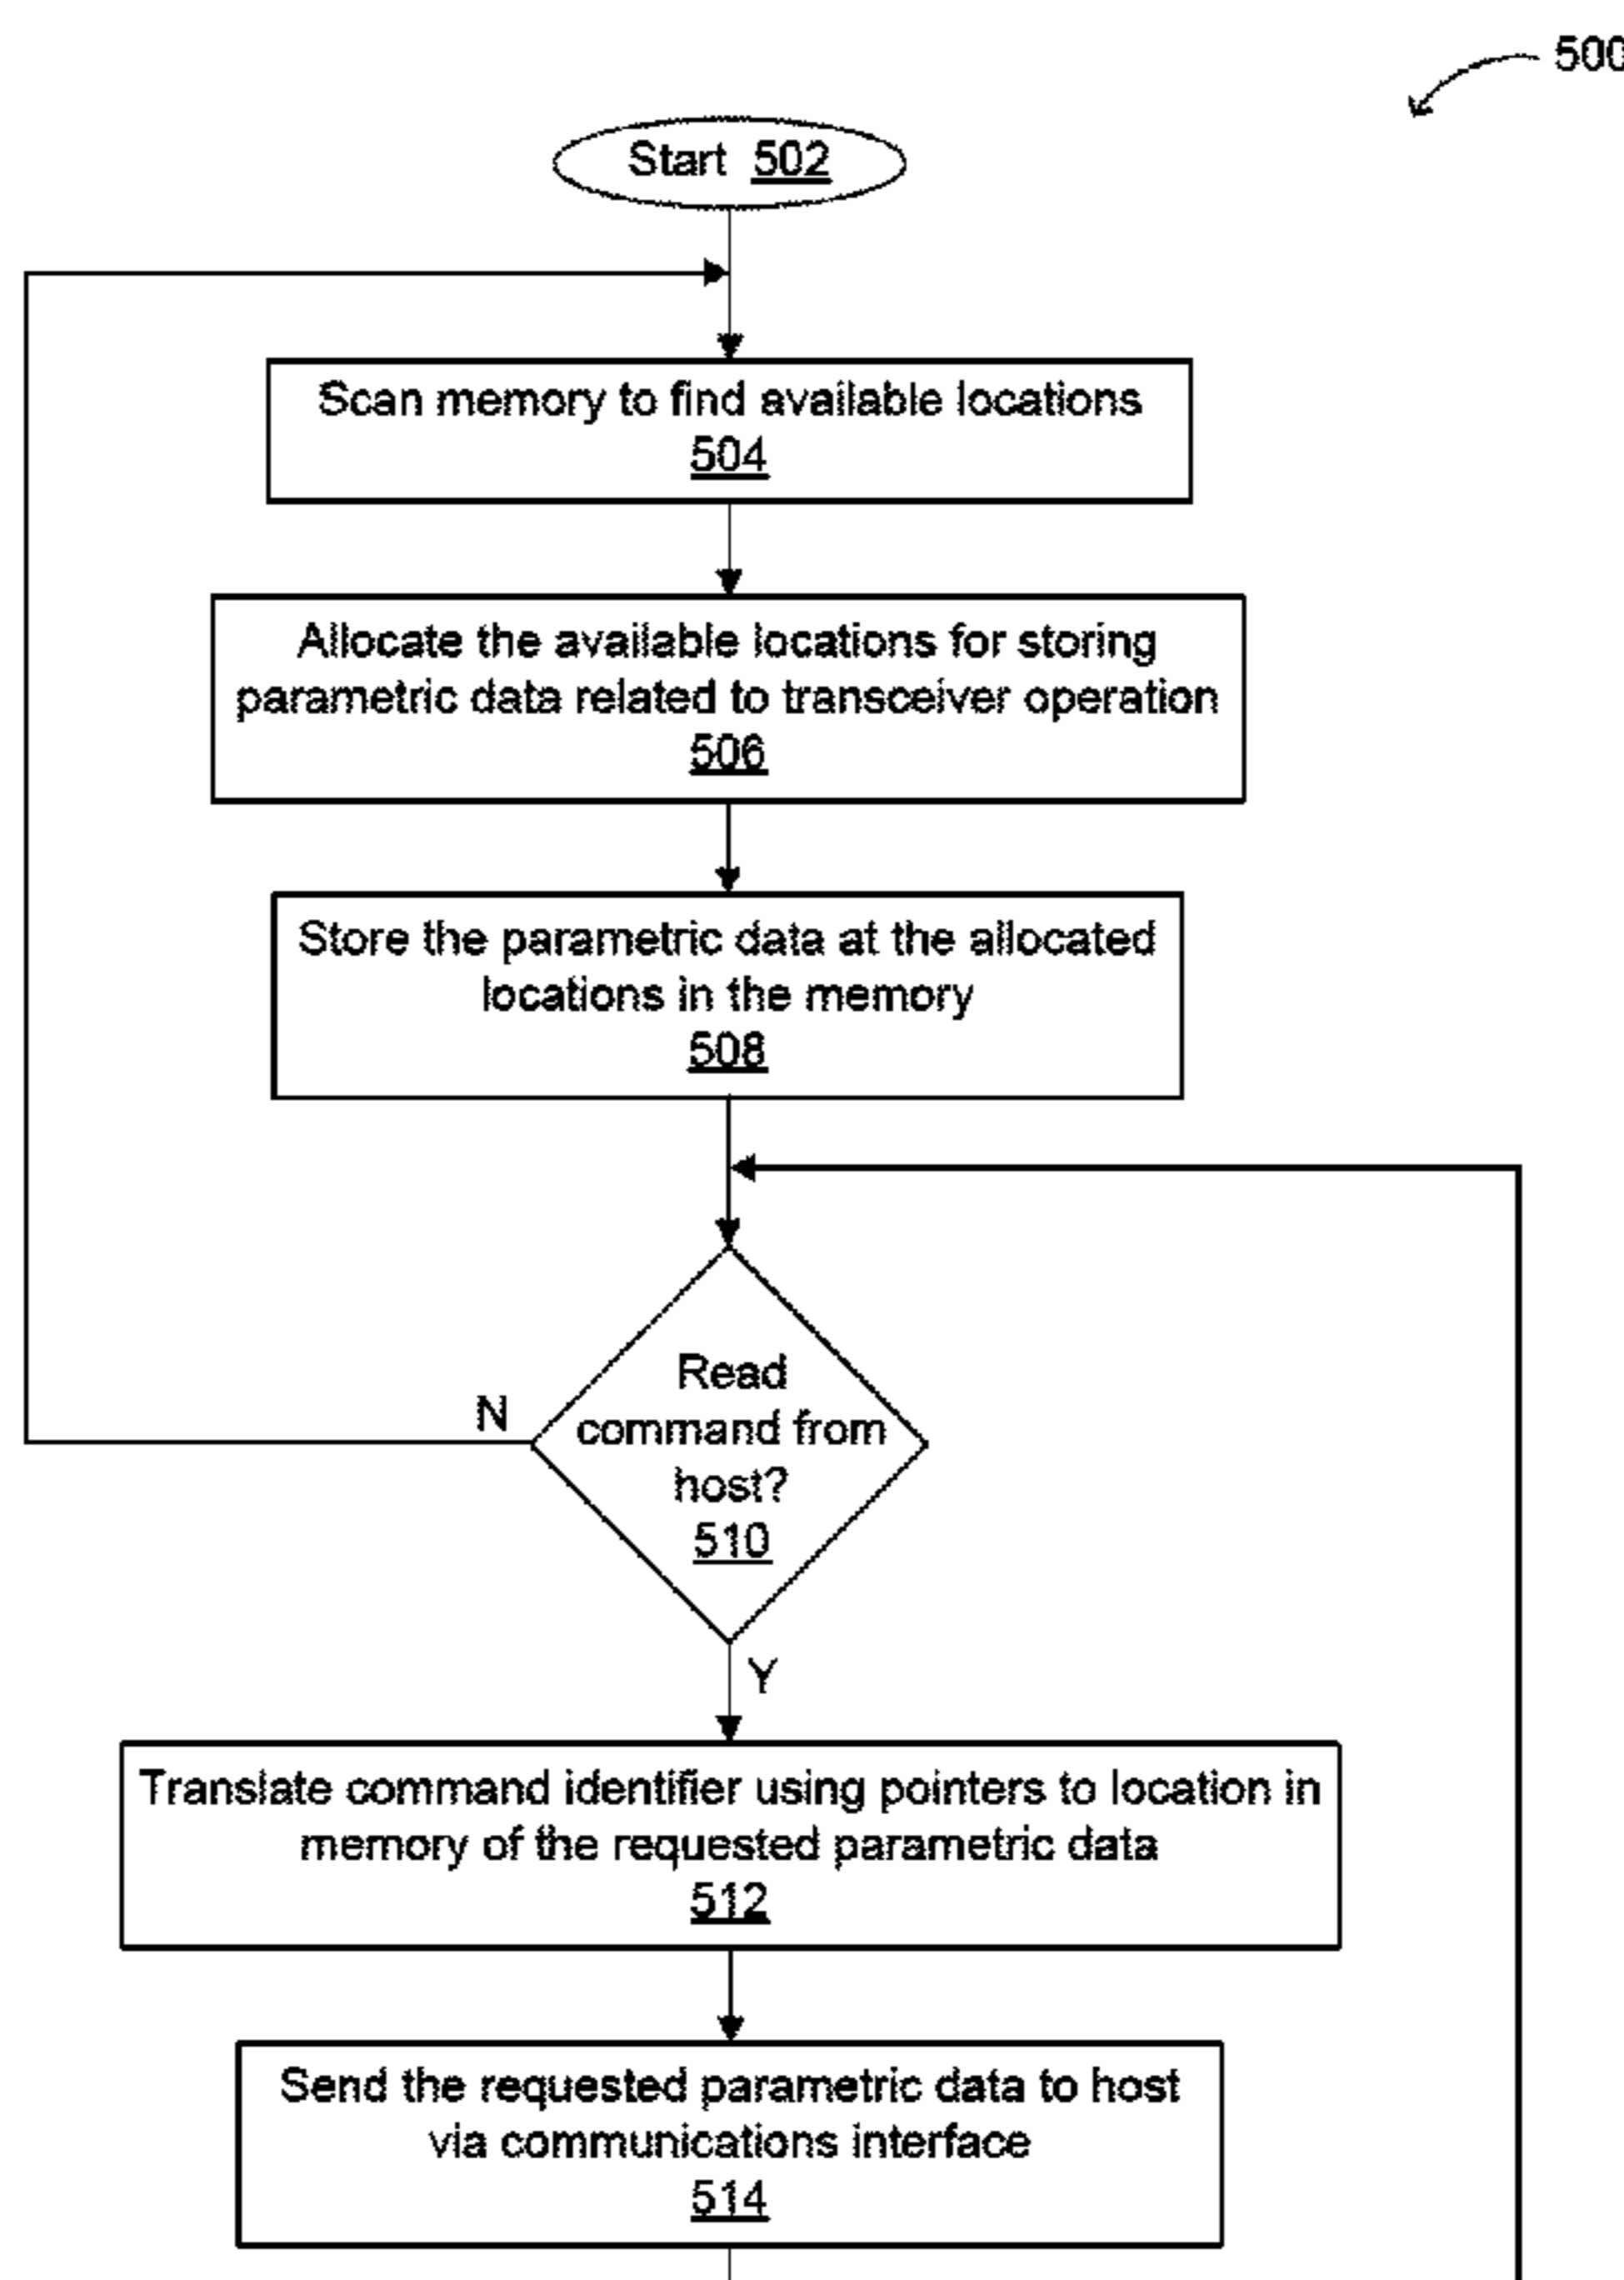 500
Start 502
Scan memory to find available locations
504
Allocate the available locations for storing
parametric data related to transceiver operation
506
Store the parametric data at the allocated
locations in the memory
508
Read
command from
host?
510
N
Y
Translate command identifier using pointers to location in
memory of the requested parametric data
512
Send the requested parametric data to host
via communications interface
514